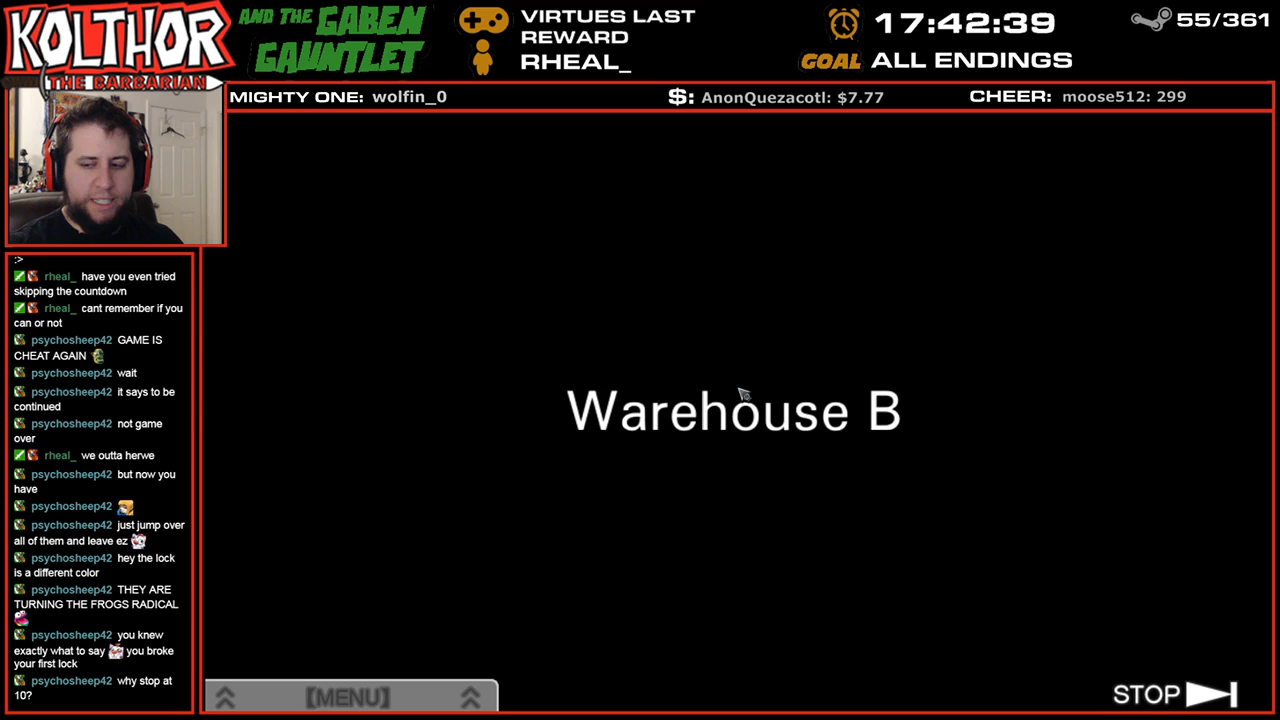 KOLTHOR
THE BARBARIAN
AND THE GABEN
GAUNTLET
VIRTUES LAST
REWARD
RHEAL_
17:42:39
GOAL ALL ENDINGS
55/361
MIGHTY ONE: wolfin_0
$: AnonQuezacotl: $7.77
CHEER: moose512: 299
:>
rheal_ have you even tried
skipping the countdown
rheal_ cant remember if you
can or not
psychosheep42 GAME IS
CHEAT AGAIN
psychosheep42 wait
psychosheep42 it says to be
continued
psychosheep42 not game
over
rheal_ we outta herwe
psychosheep42 but now you
have
psychosheep42
psychosheep42 just jump over
all of them and leave ez
psychosheep42 hey the lock
is a different color
psychosheep42 THEY ARE
TURNING THE FROGS RADICAL
psychosheep42 you knew
exactly what to say you broke
your first lock
psychosheep42 why stop at
10?
Warehouse B
【MENU】
STOP